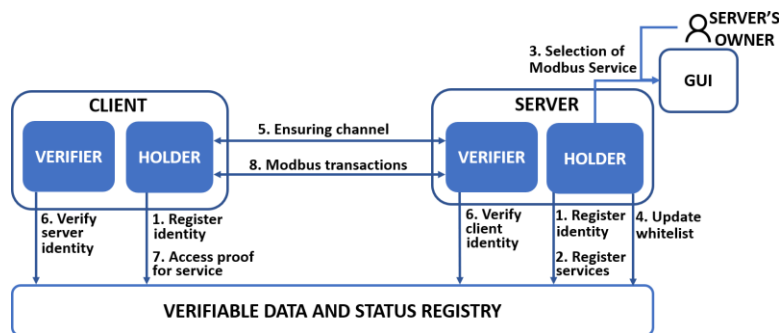 SERVER'S
OWNER
3. Selection of
Modbus Service
GUI
CLIENT
SERVER
VERIFIER
HOLDER
5. Ensuring channel
8. Modbus transactions
VERIFIER
HOLDER
6. Verify
server
identity
1. Register
identity
7. Access proof
for service
6. Verify
client
identity
1. Register
identity
2. Register
services
4. Update
whitelist
VERIFIABLE DATA AND STATUS REGISTRY